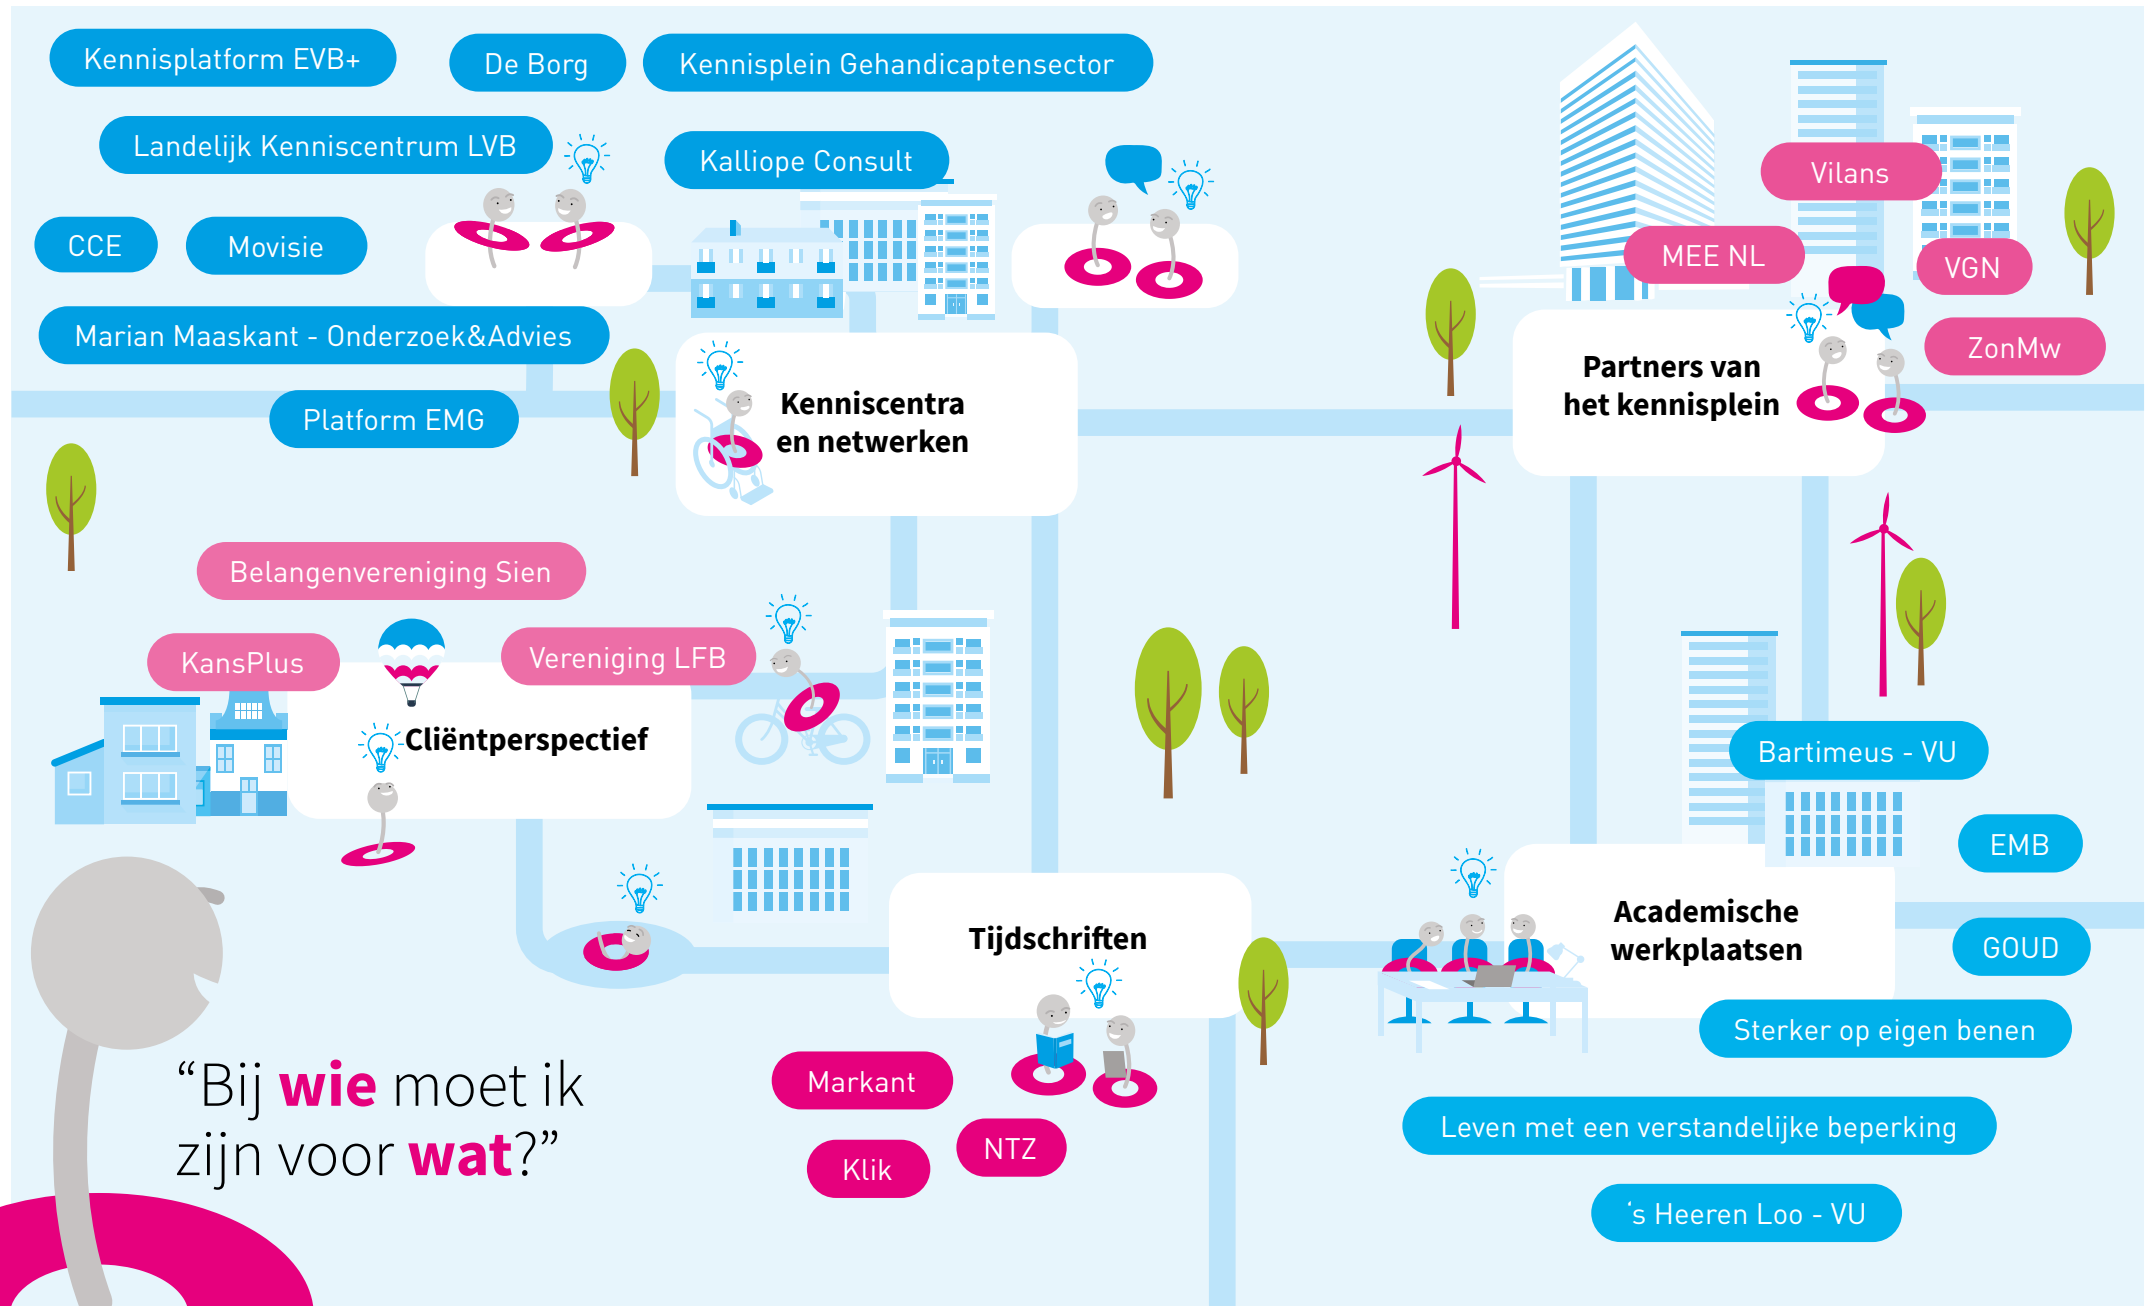 Kennisplatform EVB+
De Borg
Kennisplein Gehandicaptensector
Landelijk Kenniscentrum LVB
Kalliope Consult
CCE
Movisie
Marian Maaskant - Onderzoek&Advies
Platform EMG
Kenniscentra
en netwerken
Vilans
MEE NL
VGN
ZonMw
Partners van
het kennisplein
Belangenvereniging Sien
KansPlus
Vereniging LFB
Cliëntperspectief
Tijdschriften
Markant
Klik
NTZ
Bartimeus - VU
EMB
GOUD
Academische
werkplaatsen
Sterker op eigen benen
Leven met een verstandelijke beperking
‘s Heeren Loo - VU
“Bij wie moet ik
zijn voor wat?”